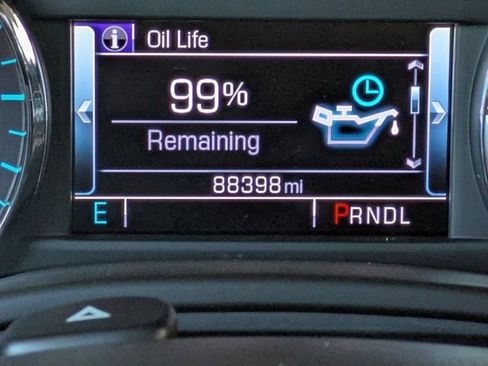 i Oil Life
99%
Remaining
88398 mi
E PRNDL